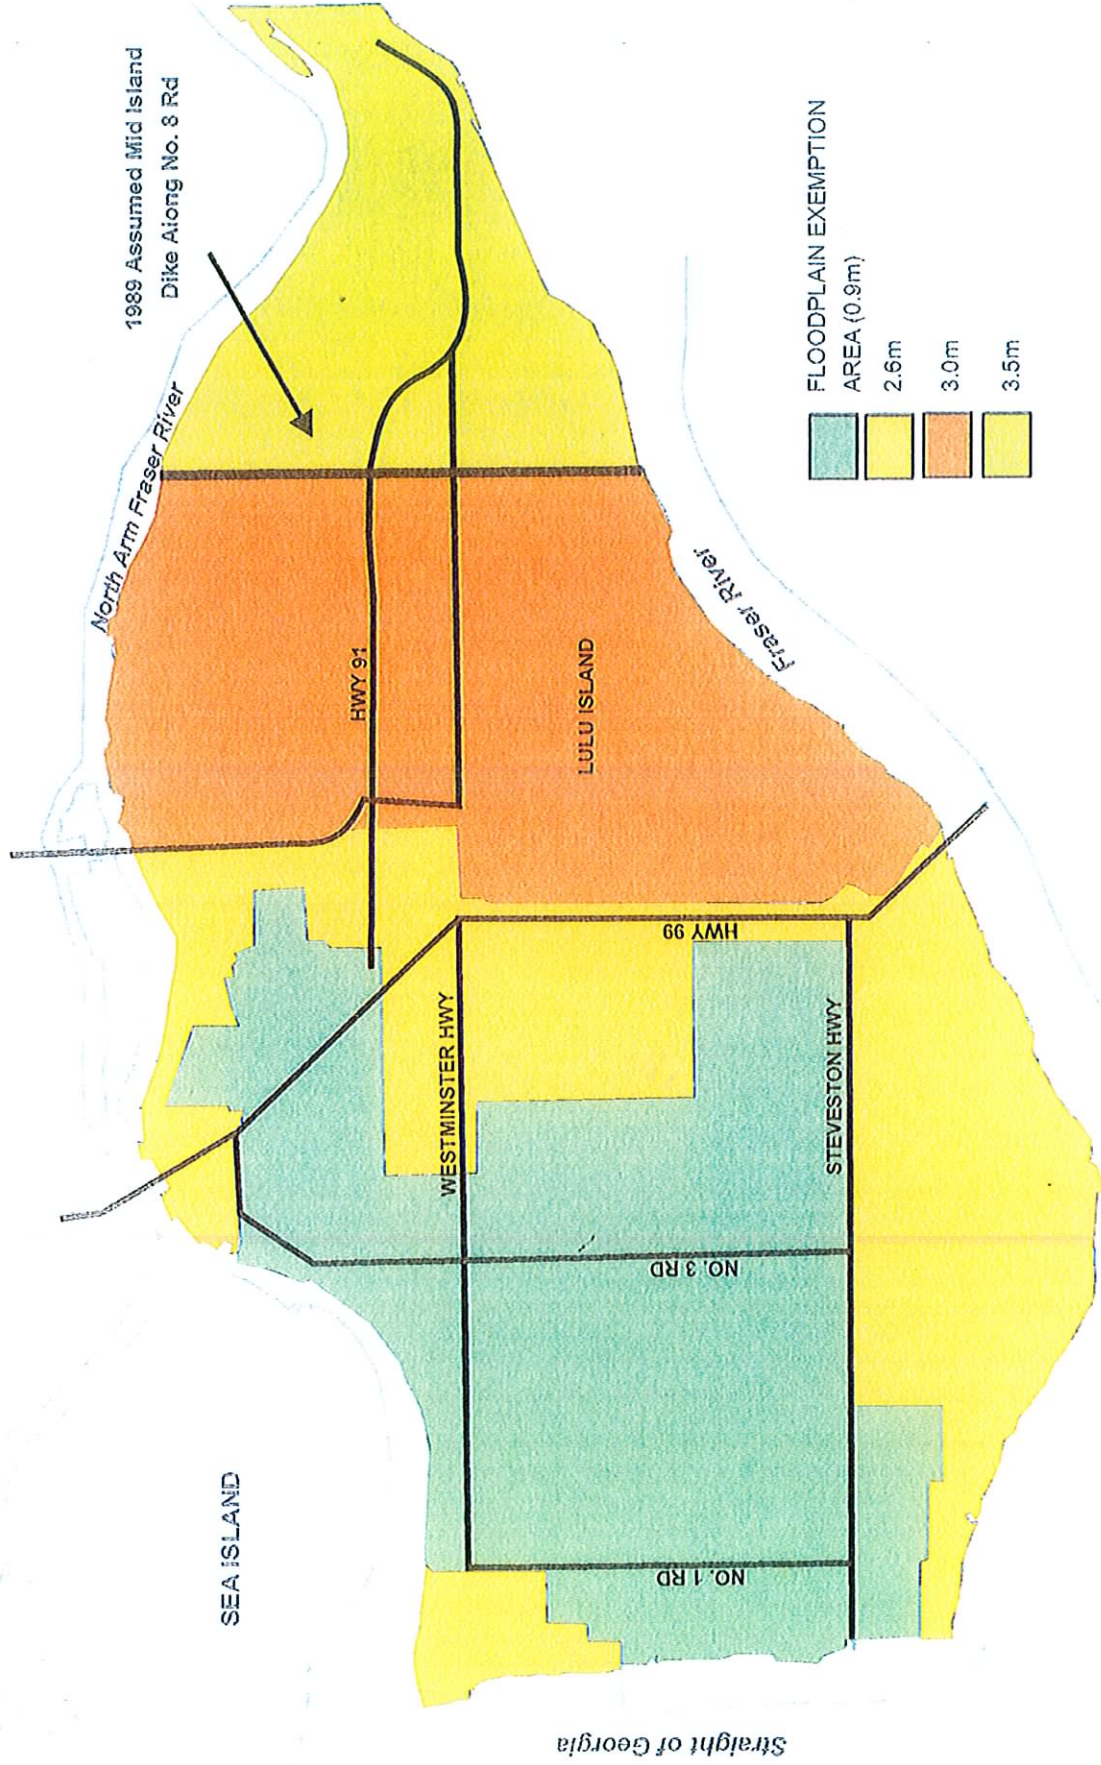 1989 Assumed Mid Island
Dike Along No. 8 Rd
North Arm Fraser River
HWY 91
LULU ISLAND
Fraser River
SEA ISLAND
WESTMINSTER HWY
HWY 99
STEVESTON HWY
NO. 3 RD
NO. 1 RD
Straight of Georgia
FLOODPLAIN EXEMPTION
AREA (0.9m)
2.6m
3.0m
3.5m